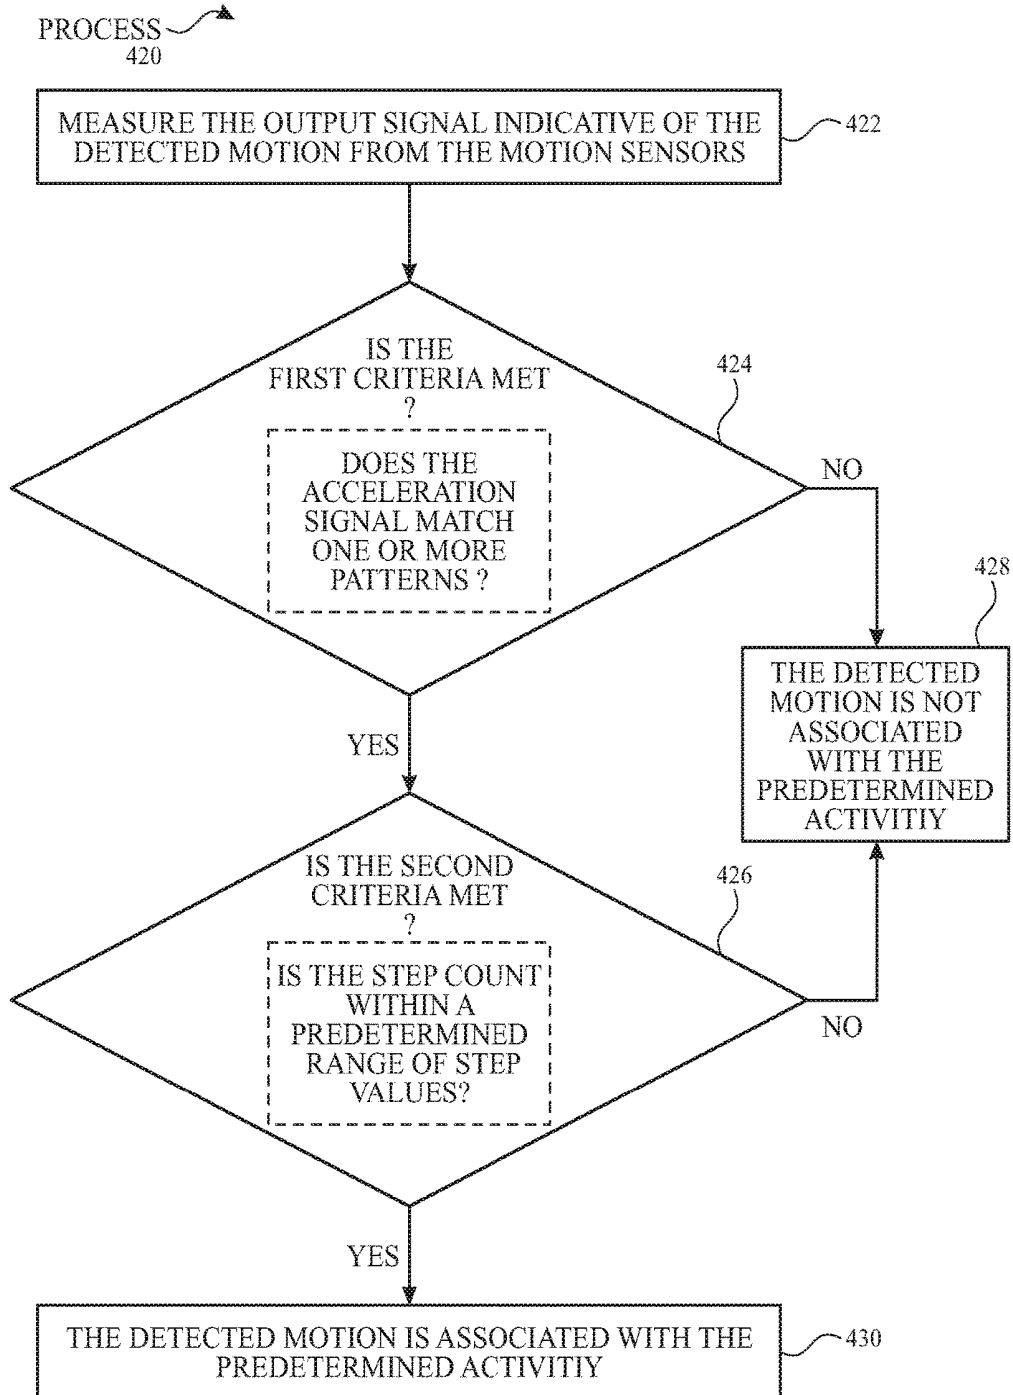 PROCESS
420
MEASURE THE OUTPUT SIGNAL INDICATIVE OF THE
DETECTED MOTION FROM THE MOTION SENSORS
422
IS THE
FIRST CRITERIA MET
?
424
DOES THE
ACCELERATION
SIGNAL MATCH
ONE OR MORE
PATTERNS ?
NO
428
THE DETECTED
MOTION IS NOT
ASSOCIATED
WITH THE
PREDETERMINED
ACTIVITIY
YES
IS THE SECOND
CRITERIA MET
?
426
IS THE STEP COUNT
WITHIN A
PREDETERMINED
RANGE OF STEP
VALUES?
NO
YES
THE DETECTED MOTION IS ASSOCIATED WITH THE
PREDETERMINED ACTIVITIY
430